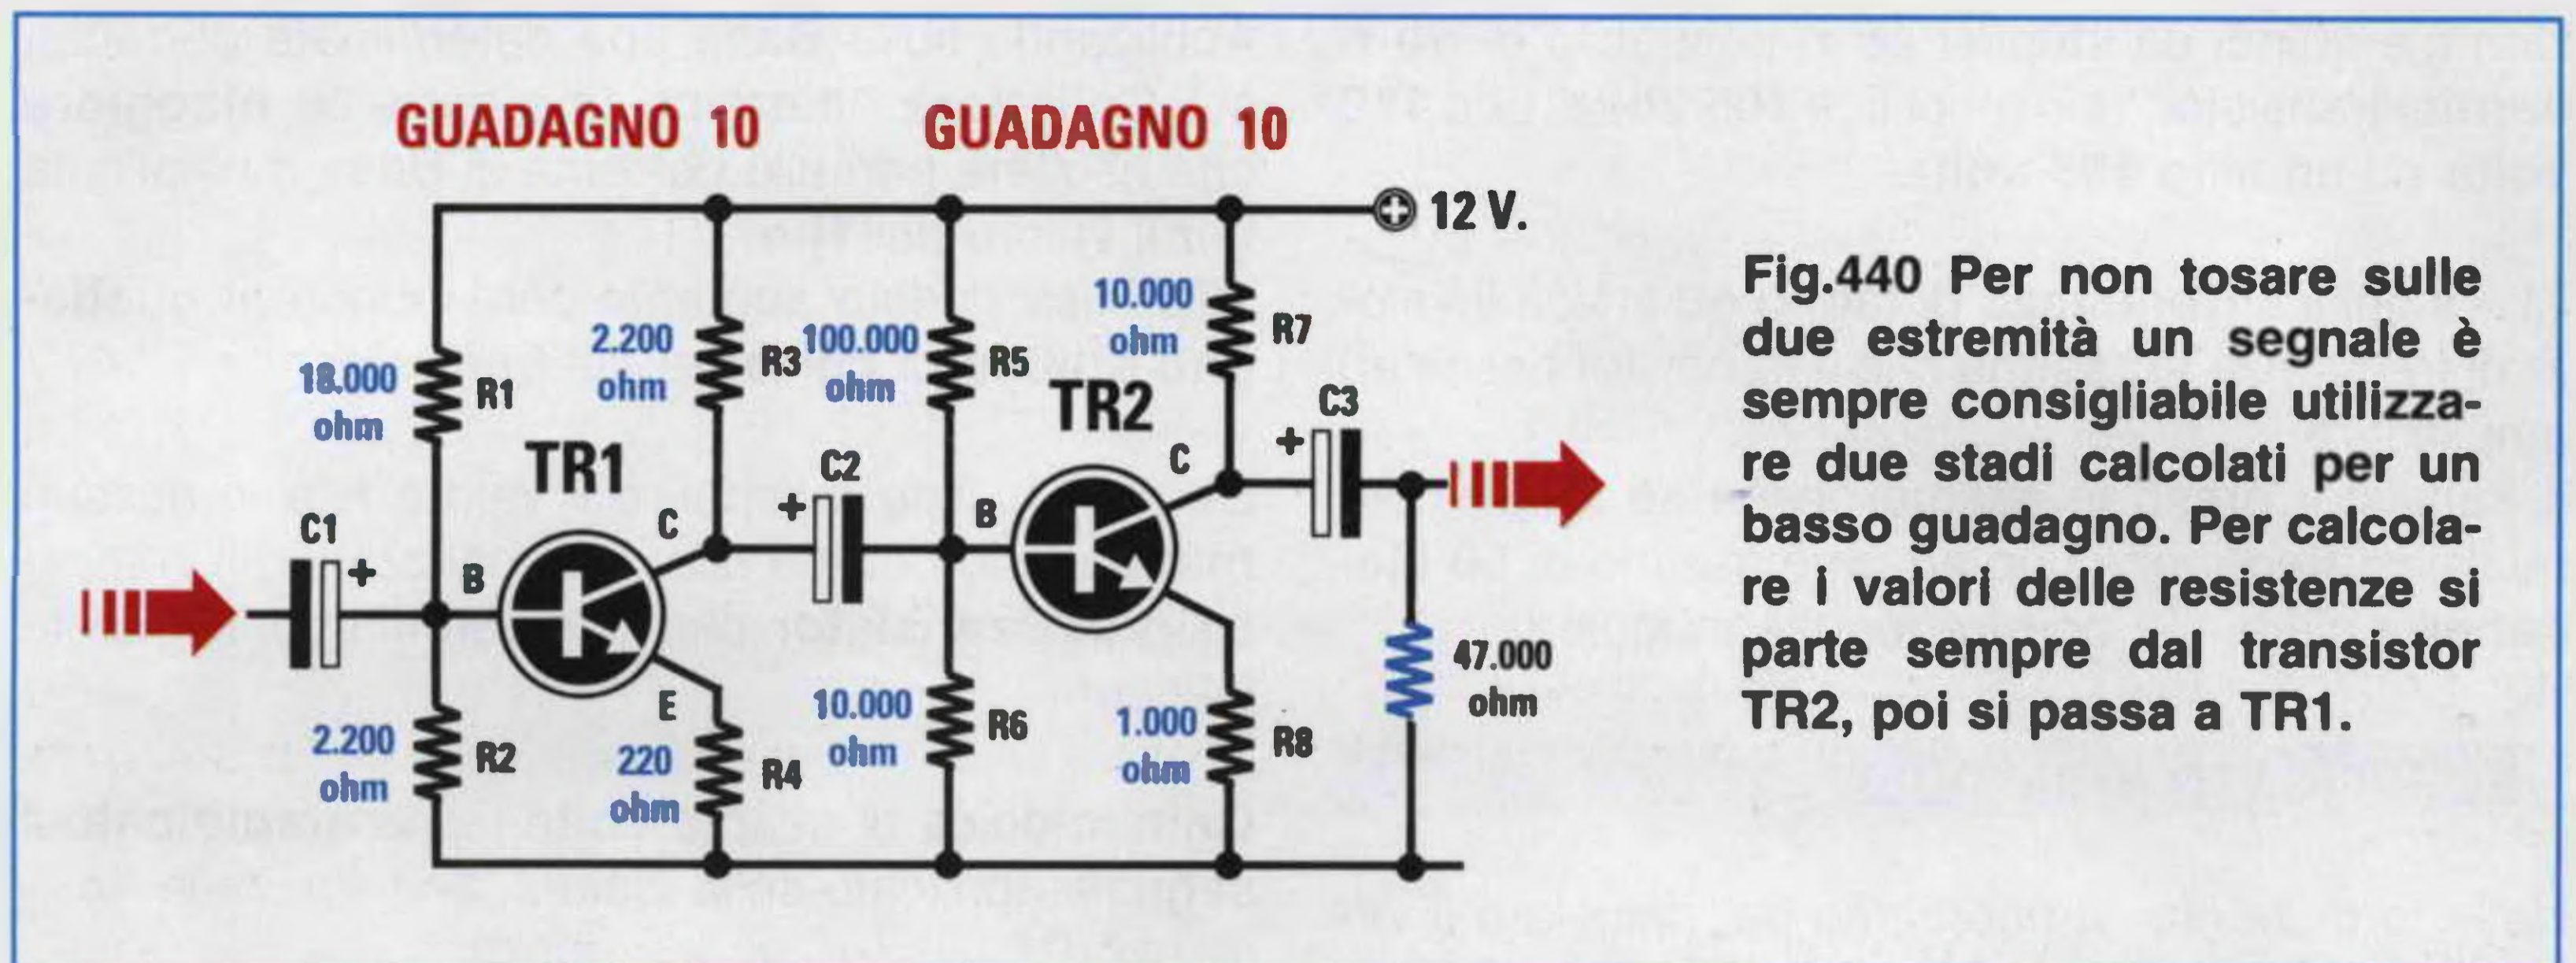 GUADAGNO 10
GUADAGNO 10
12 V.
18.000
ohm
R1
2.200
ohm
R3
100.000
ohm
R5
10.000
ohm
R7
TR1
TR2
C1
+
B
C
E
C2
+
B
C
C3
+
2.200
ohm
R2
220
ohm
R4
10.000
ohm
R6
1.000
ohm
R8
47.000
ohm
Fig.440 Per non tosare sulle
due estremità un segnale è
sempre consigliabile utilizza-
re due stadi calcolati per un
basso guadagno. Per calcola-
re i valori delle resistenze si
parte sempre dal transistor
TR2, poi si passa a TR1.